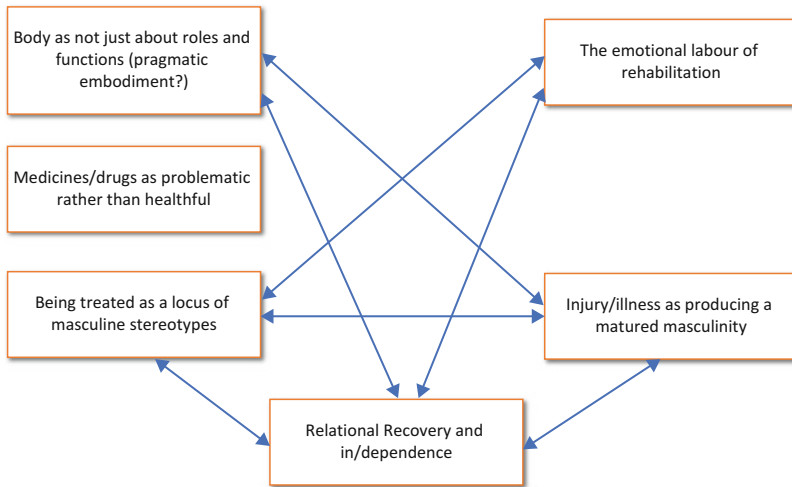 Body as not just about roles and
functions (pragmatic
embodiment?)
The emotional labour of
rehabilitation
Medicines/drugs as problematic
rather than healthful
Being treated as a locus of
masculine stereotypes
Injury/illness as producing a
matured masculinity
Relational Recovery and
in/dependence